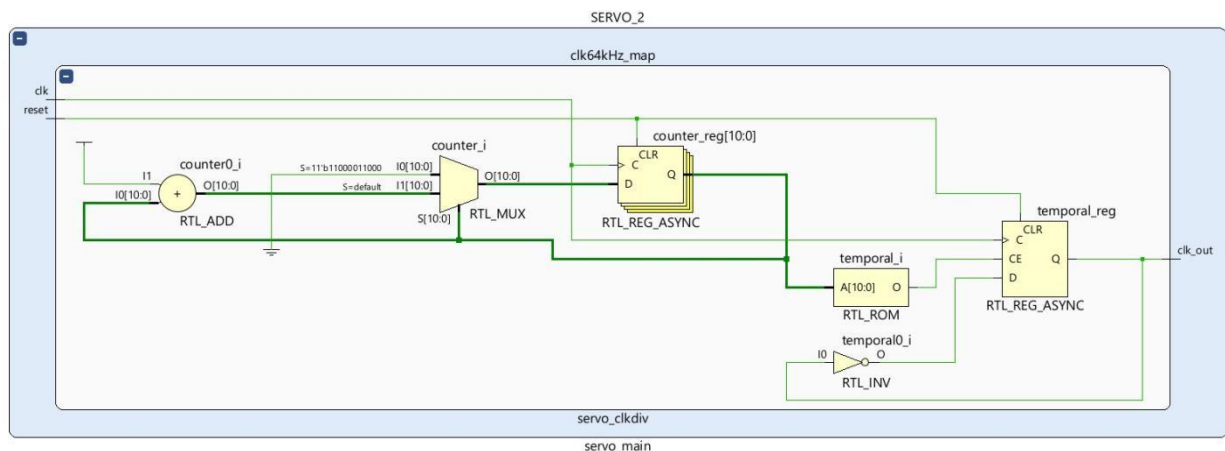 SERVO_2
clk64kHz_map
clk
reset
counter_reg[10:0]
counter_i
counter0_i
CLR
S=11'b11000011000
I0[10:0]
O[10:0]
C
Q
I1
O[10:0]
S=default
I1[10:0]
D
I0[10:0]
+
S[10:0]
RTL_MUX
RTL_REG_ASYNC
RTL_ADD
temporal_reg
CLR
C
temporal_i
CE
Q
clk_out
A[10:0]
O
D
RTL_ROM
RTL_REG_ASYNC
temporal0_i
I0
O
RTL_INV
servo_clkdiv
servo_main